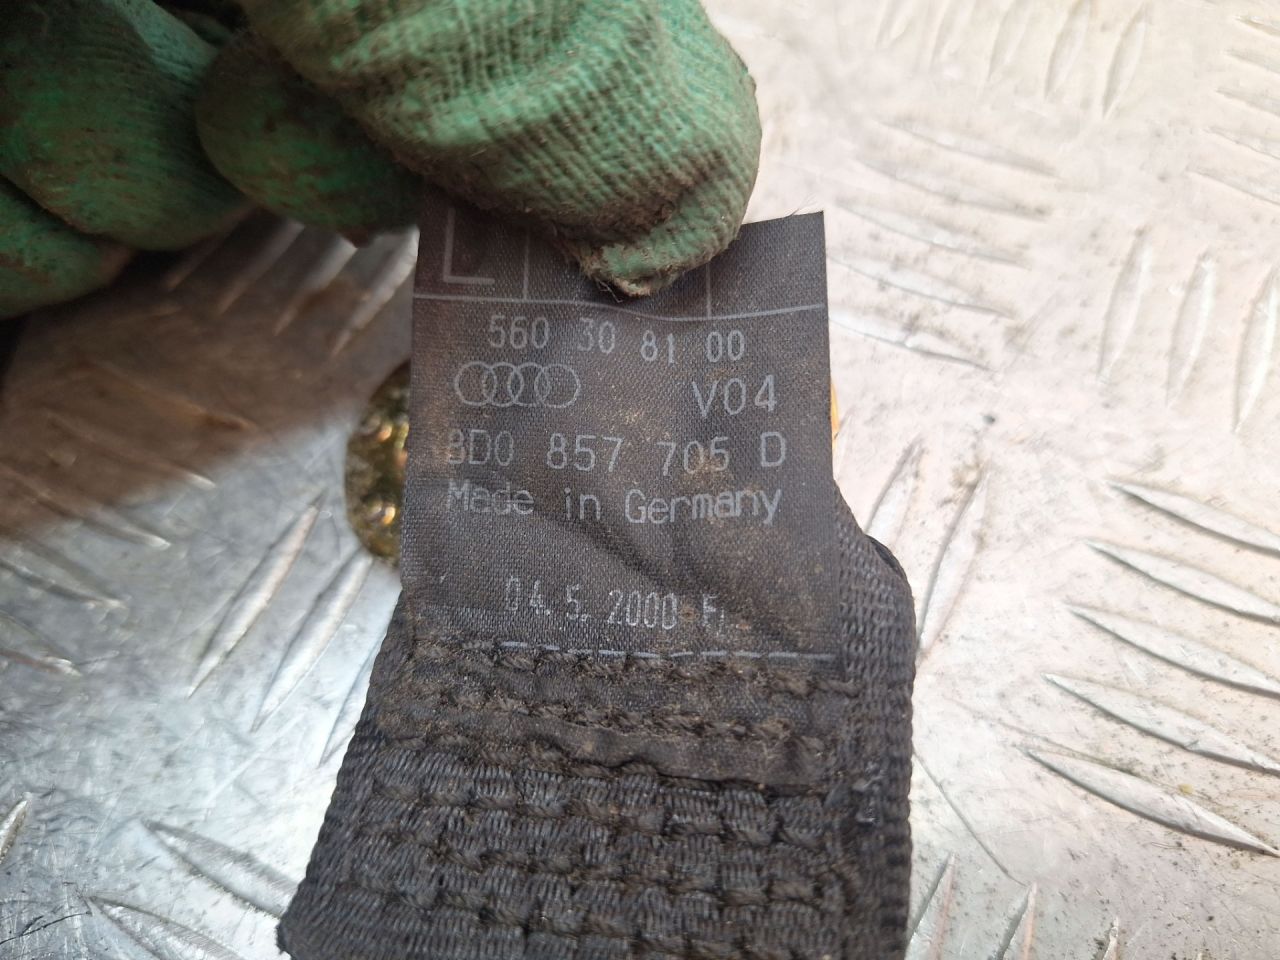 L
560 30 81 00
V04
8D0 857 705 D
Made in Germany
04.5.2000